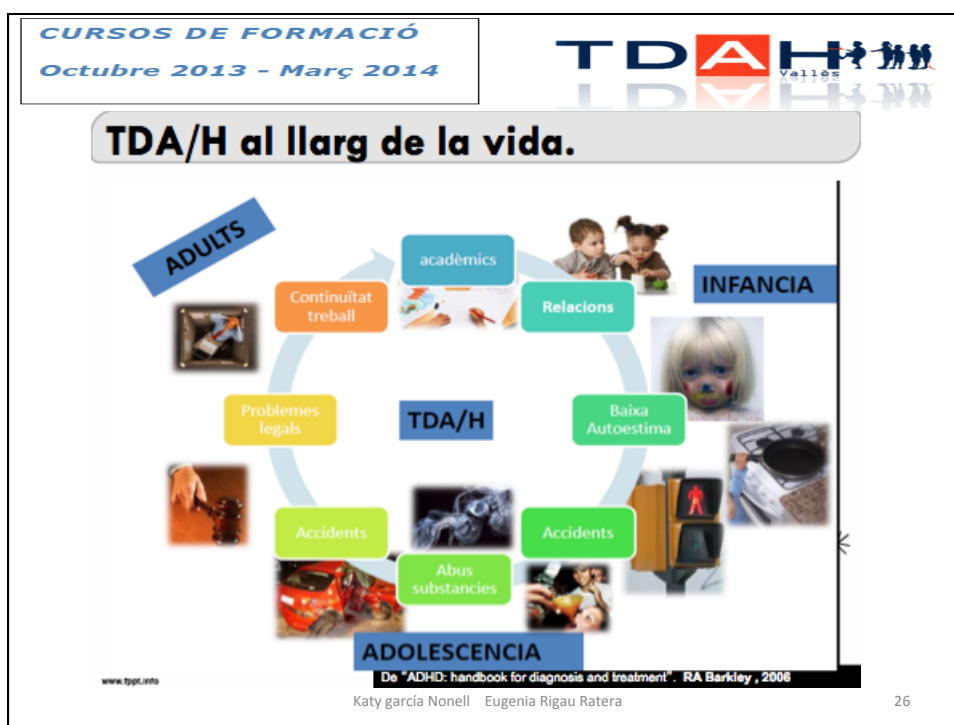 CURSOS DE FORMACIÓ
Octubre 2013 - Març 2014
TDAH
Vallès
TDA/H al llarg de la vida.
ADULTS
acadèmics
INFANCIA
Continuïtat
treball
Relacions
Problemes
legals
TDA/H
Baixa
Autoestima
Accidents
Accidents
Abus
substancies
ADOLESCENCIA
www.tppt.info
De "ADHD: handbook for diagnosis and treatment". RA Barkley , 2006
Katy garcía Nonell Eugenia Rigau Ratera
26